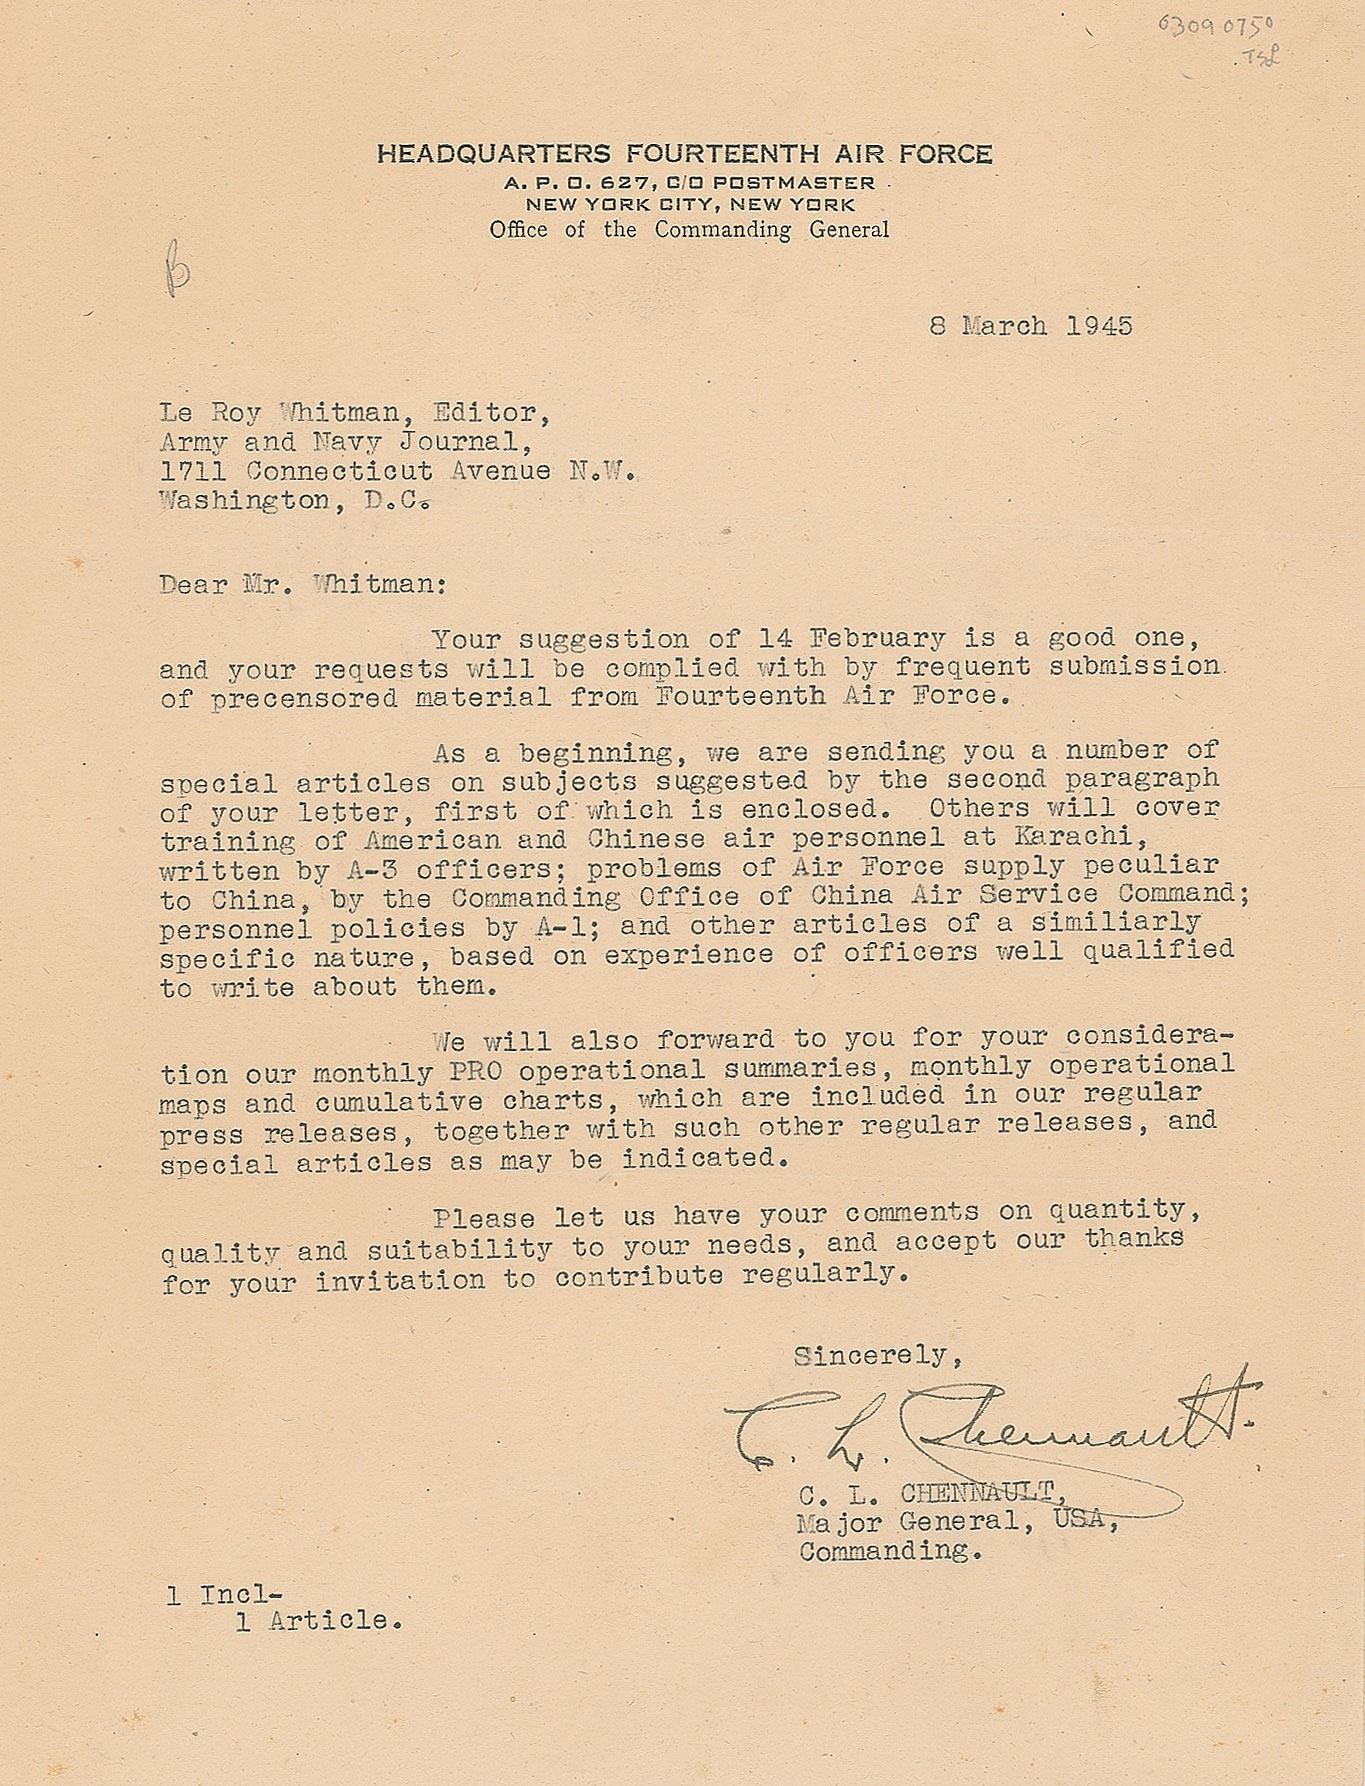 63090750
TSL
HEADQUARTERS FOURTEENTH AIR FORCE
A. P. O. 627, C/O POSTMASTER
NEW YORK CITY, NEW YORK
Office of the Commanding General
B
8 March 1945
Le Roy Whitman, Editor,
Army and Navy Journal,
1711 Connecticut Avenue N.W.
Washington, D.C.
Dear Mr. Whitman:
Your suggestion of 14 February is a good one,
and your requests will be complied with by frequent submission
of precensored material from Fourteenth Air Force.
As a beginning, we are sending you a number of
special articles on subjects suggested by the second paragraph
of your letter, first of which is enclosed. Others will cover
training of American and Chinese air personnel at Karachi,
written by A-3 officers; problems of Air Force supply peculiar
to China, by the Commanding Office of China Air Service Command;
personnel policies by A-1; and other articles of a similiarly
specific nature, based on experience of officers well qualified
to write about them.
We will also forward to you for your considera-
tion our monthly PRO operational summaries, monthly operational
maps and cumulative charts, which are included in our regular
press releases, together with such other regular releases, and
special articles as may be indicated.
Please let us have your comments on quantity,
quality and suitability to your needs, and accept our thanks
for your invitation to contribute regularly.
Sincerely,
C. L. Chennault.
C. L. CHENNAULT,
Major General, USA,
Commanding.
1 Incl-
1 Article.